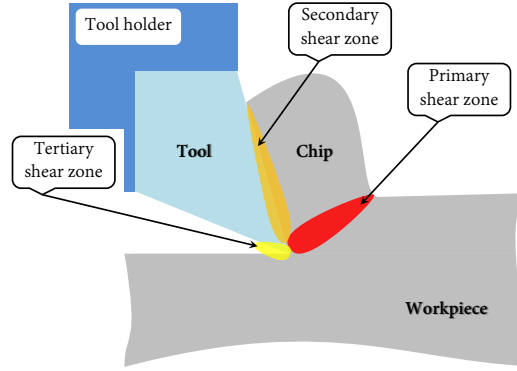 Tool holder
Secondary
shear zone
Primary
shear zone
Tertiary
shear zone
Tool
Chip
Workpiece